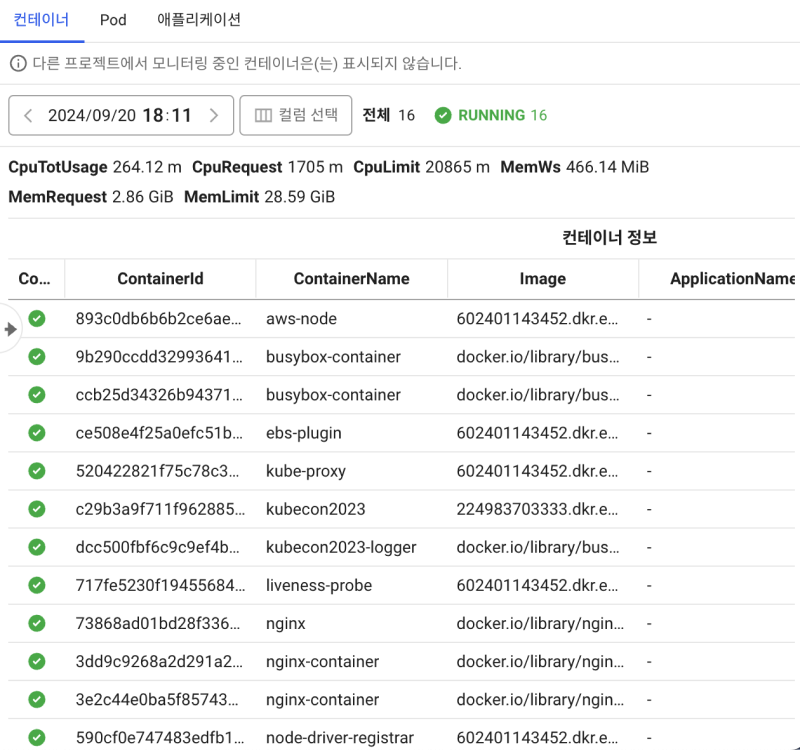 컨테이너 Pod 애플리케이션
다른 프로젝트에서 모니터링 중인 컨테이너은(는) 표시되지 않습니다.
2024/09/20 18:11 컬럼 선택 전체 16 RUNNING 16
CpuTotUsage 264.12 m CpuRequest 1705 m CpuLimit 20865 m MemWs 466.14 MiB
MemRequest 2.86 GiB MemLimit 28.59 GiB
컨테이너 정보
Co... ContainerId ContainerName Image ApplicationName
893c0db6b6b2ce6ae... aws-node 602401143452.dkr.e... -
9b290ccdd32993641... busybox-container docker.io/library/bus... -
ccb25d34326b94371... busybox-container docker.io/library/bus... -
ce508e4f25a0efc51b... ebs-plugin 602401143452.dkr.e... -
520422821f75c78c3... kube-proxy 602401143452.dkr.e... -
c29b3a9f711f962885... kubecon2023 224983703333.dkr.e... -
dcc500fbf6c9c9ef4b... kubecon2023-logger docker.io/library/bus... -
717fe5230f19455684... liveness-probe 602401143452.dkr.e... -
73868ad01bd28f336... nginx docker.io/library/ngin... -
3dd9c9268a2d291a2... nginx-container docker.io/library/ngin... -
3e2c44e0ba5f85743... nginx-container docker.io/library/ngin... -
590cf0e747483edfb1... node-driver-registrar 602401143452.dkr.e... -